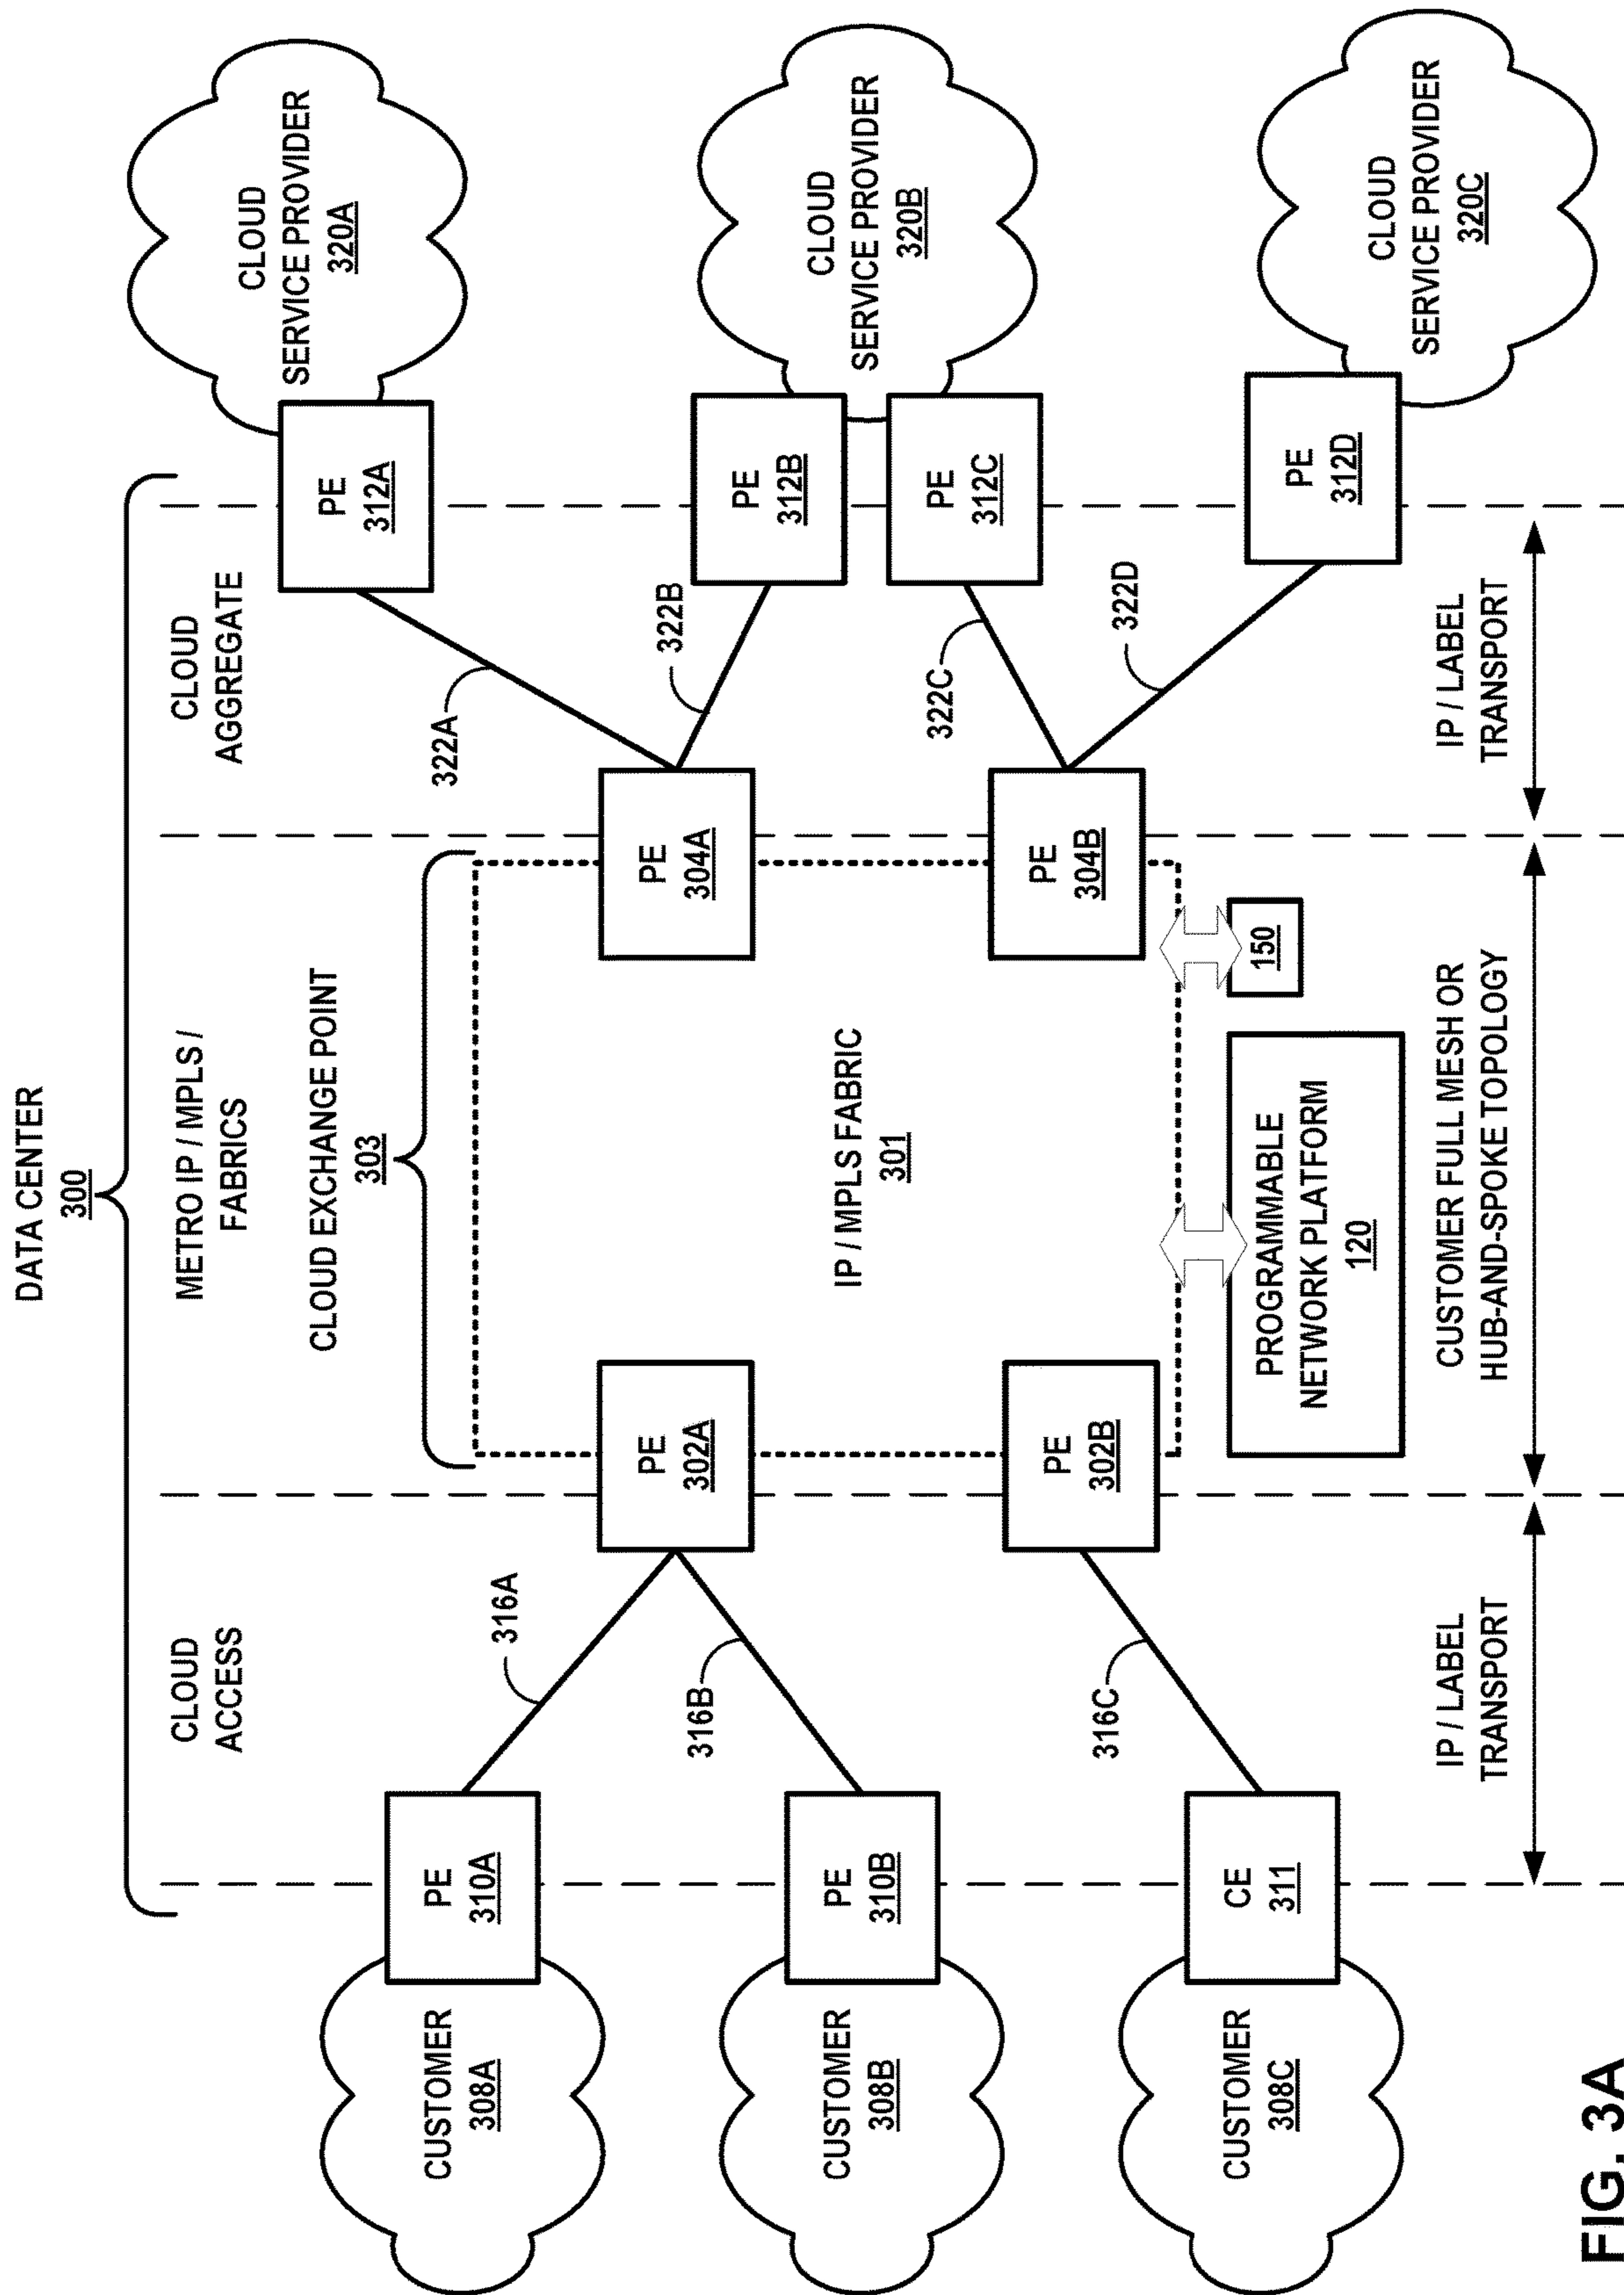 DATA CENTER
300
CLOUD
ACCESS
METRO IP / MPLS /
FABRICS
CLOUD
AGGREGATE
CLOUD EXCHANGE POINT
303
CUSTOMER
308A
PE
310A
316A
PE
302A
PE
304A
322A
PE
312A
CLOUD
SERVICE PROVIDER
320A
CUSTOMER
308B
PE
310B
316B
IP / MPLS FABRIC
301
322B
PE
312B
CLOUD
SERVICE PROVIDER
320B
322C
PE
312C
CUSTOMER
308C
CE
311
316C
PE
302B
PE
304B
322D
PE
312D
CLOUD
SERVICE PROVIDER
320C
PROGRAMMABLE
NETWORK PLATFORM
120
150
IP / LABEL
TRANSPORT
CUSTOMER FULL MESH OR
HUB-AND-SPOKE TOPOLOGY
IP / LABEL
TRANSPORT
FIG. 3A